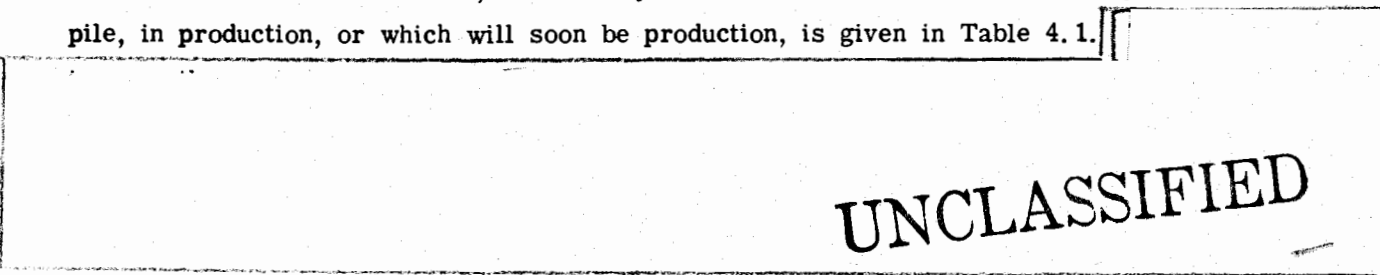 pile, in production, or which will soon be production, is given in Table 4.1.
UNCLASSIFIED